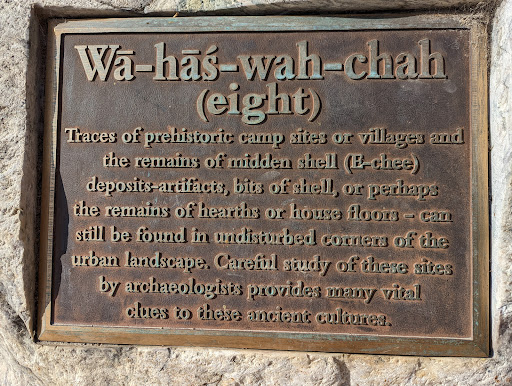 Wā-hāś-wah-chah
(eight)
Traces of prehistoric camp sites or villages and
the remains of midden shell (E-chee)
deposits-artifacts, bits of shell, or perhaps
the remains of hearths or house floors – can
still be found in undisturbed corners of the
urban landscape. Careful study of these sites
by archaeologists provides many vital
clues to these ancient cultures.